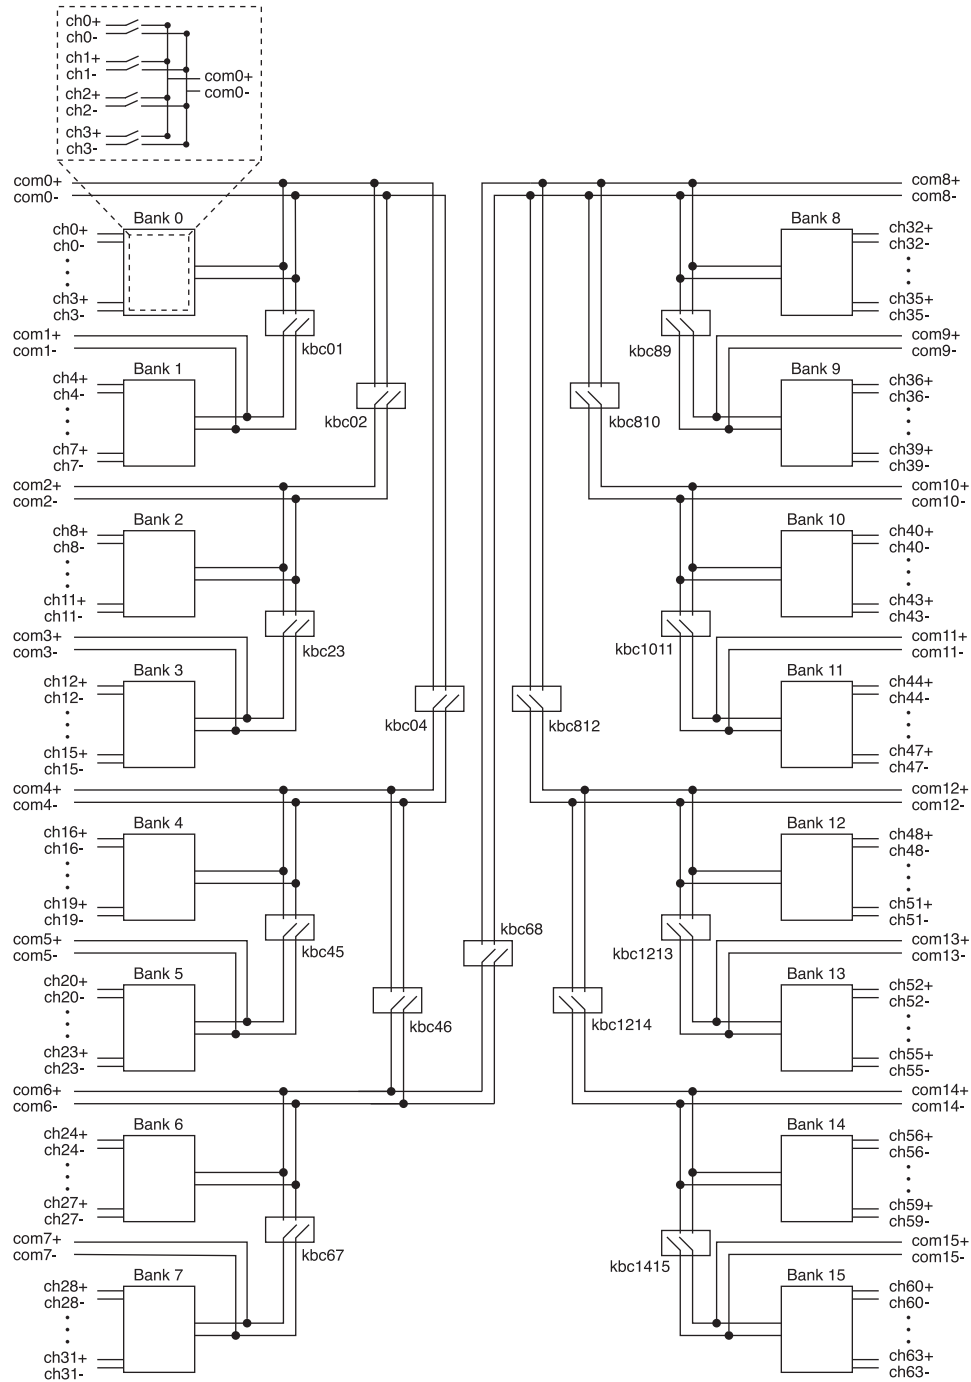 ch0+
ch0-
ch1+
ch1-
ch2+
ch2-
ch3+
ch3-
com0+
com0-
com0+
com0-
Bank 0
ch0+
ch0-
ch3+
ch3-
kbc01
com1+
com1-
Bank 1
ch4+
ch4-
ch7+
ch7-
kbc02
com2+
com2-
Bank 2
ch8+
ch8-
ch11+
ch11-
kbc23
com3+
com3-
Bank 3
ch12+
ch12-
ch15+
ch15-
kbc04
com4+
com4-
Bank 4
ch16+
ch16-
ch19+
ch19-
kbc45
com5+
com5-
Bank 5
ch20+
ch20-
ch23+
ch23-
kbc46
kbc68
com6+
com6-
Bank 6
ch24+
ch24-
ch27+
ch27-
kbc67
com7+
com7-
Bank 7
ch28+
ch28-
ch31+
ch31-
com8+
com8-
Bank 8
ch32+
ch32-
ch35+
ch35-
kbc89
com9+
com9-
Bank 9
ch36+
ch36-
ch39+
ch39-
kbc810
com10+
com10-
Bank 10
ch40+
ch40-
ch43+
ch43-
kbc1011
com11+
com11-
Bank 11
ch44+
ch44-
ch47+
ch47-
kbc812
com12+
com12-
Bank 12
ch48+
ch48-
ch51+
ch51-
kbc1213
com13+
com13-
Bank 13
ch52+
ch52-
ch55+
ch55-
kbc1214
com14+
com14-
Bank 14
ch56+
ch56-
ch59+
ch59-
kbc1415
com15+
com15-
Bank 15
ch60+
ch60-
ch63+
ch63-